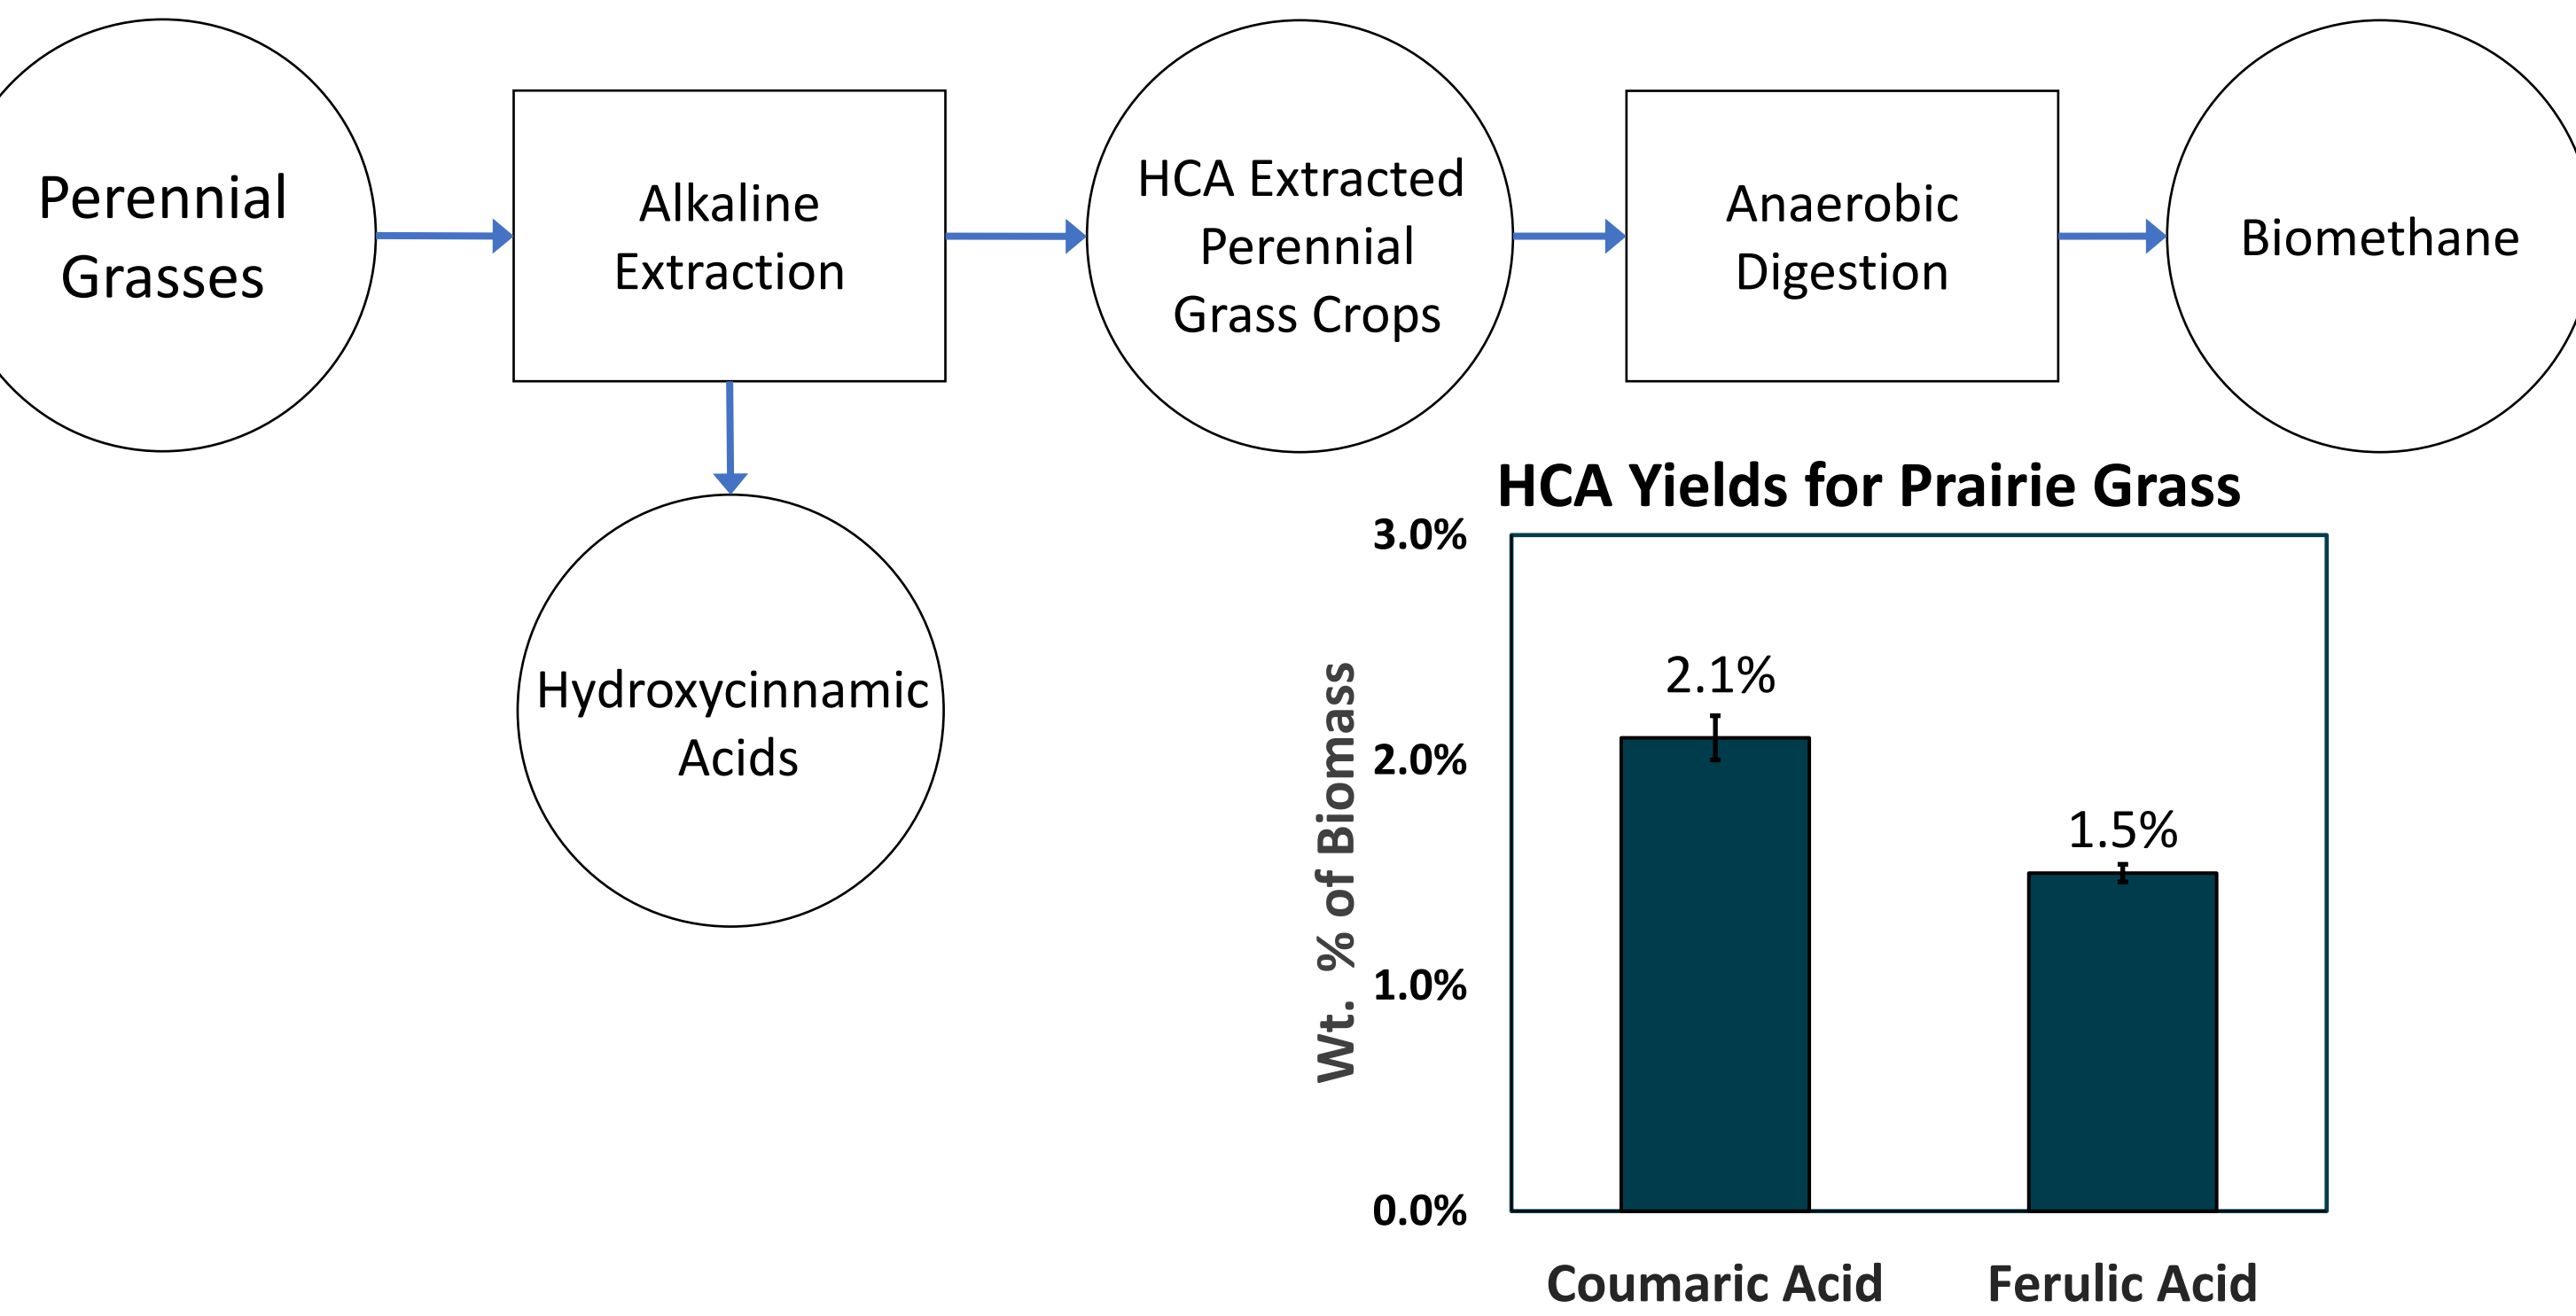 Perennial
Grasses
Alkaline
Extraction
HCA Extracted
Perennial
Grass Crops
Anaerobic
Digestion
Biomethane
Hydroxycinnamic
Acids
HCA Yields for Prairie Grass
Wt. % of Biomass
3.0%
2.0%
1.0%
0.0%
2.1%
1.5%
Coumaric Acid
Ferulic Acid